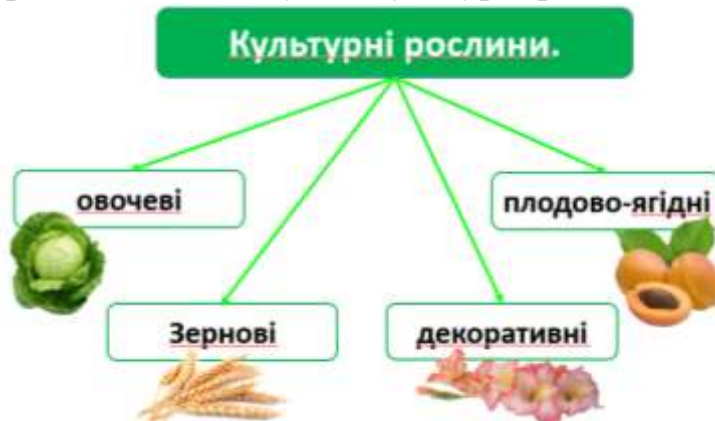 Культурні рослини.
овочеві
плодово-ягідні
Зернові
декоративні